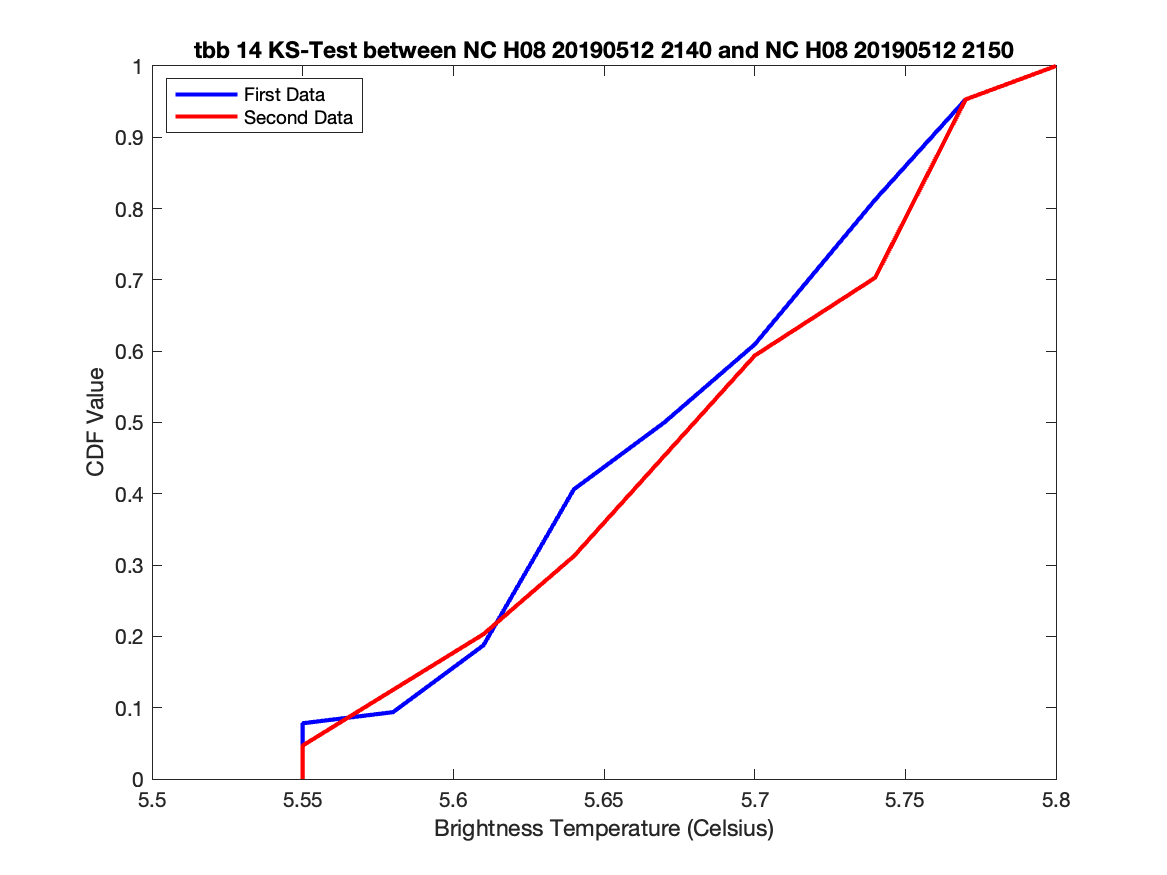 tbb 14 KS-Test between NC H08 20190512 2140 and NC H08 20190512 2150
First Data
Second Data
1
0.9
0.8
0.7
0.6
0.5
0.4
0.3
0.2
0.1
0
CDF Value
5.5 5.55 5.6 5.65 5.7 5.75 5.8
Brightness Temperature (Celsius)